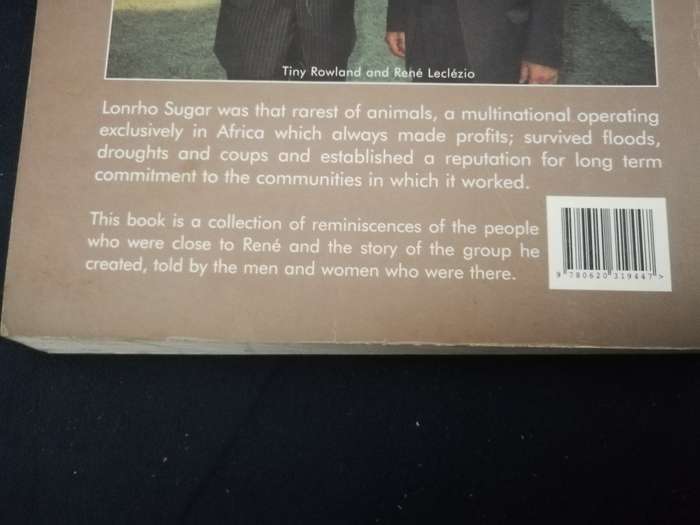 Tiny Rowland and René Leclézio
Lonrho Sugar was that rarest of animals, a multinational operating
exclusively in Africa which always made profits; survived floods,
droughts and coups and established a reputation for long term
commitment to the communities in which it worked.
This book is a collection of reminiscences of the people
who were close to René and the story of the group he
created, told by the men and women who were there.
9 780620 319447 >